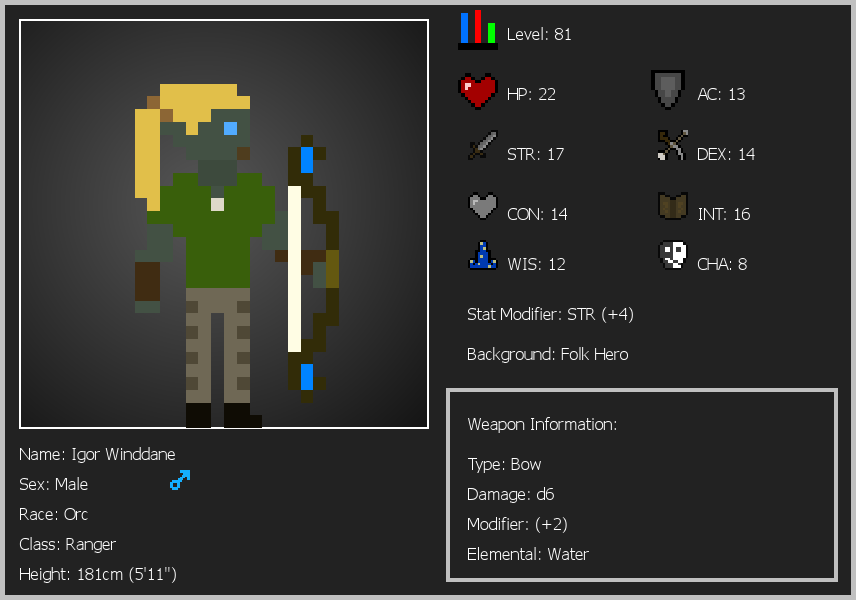 Level: 81
HP: 22
AC: 13
STR: 17
DEX: 14
CON: 14
INT: 16
WIS: 12
CHA: 8
Stat Modifier: STR (+4)
Background: Folk Hero
Weapon Information:
Type: Bow
Damage: d6
Modifier: (+2)
Elemental: Water
Name: Igor Winddane
Sex: Male
Race: Orc
Class: Ranger
Height: 181cm (5'11")